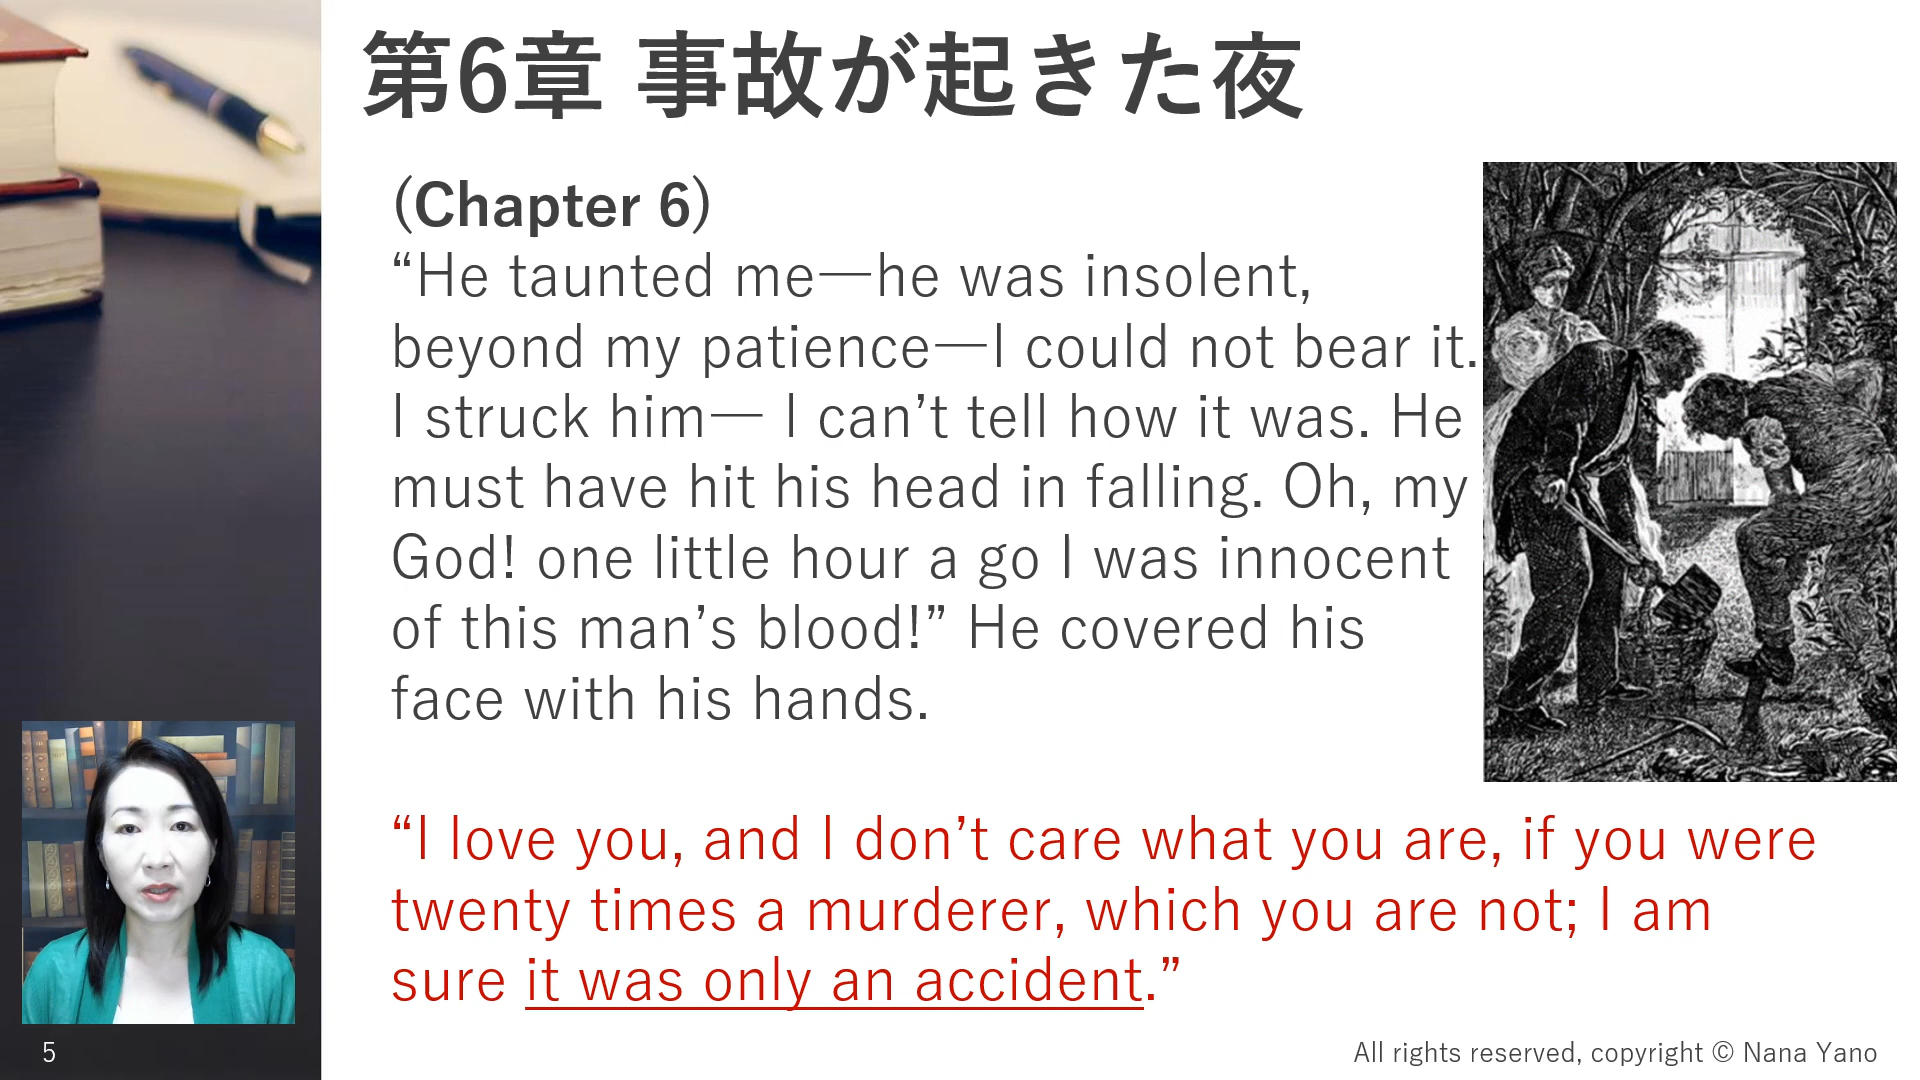 第6章 事故が起きた夜
(Chapter 6)
“He taunted me—he was insolent,
beyond my patience—I could not bear it.
I struck him— I can’t tell how it was. He
must have hit his head in falling. Oh, my
God! one little hour a go I was innocent
of this man’s blood!” He covered his
face with his hands.
“I love you, and I don’t care what you are, if you were
twenty times a murderer, which you are not; I am
sure it was only an accident.”
5
All rights reserved, copyright © Nana Yano